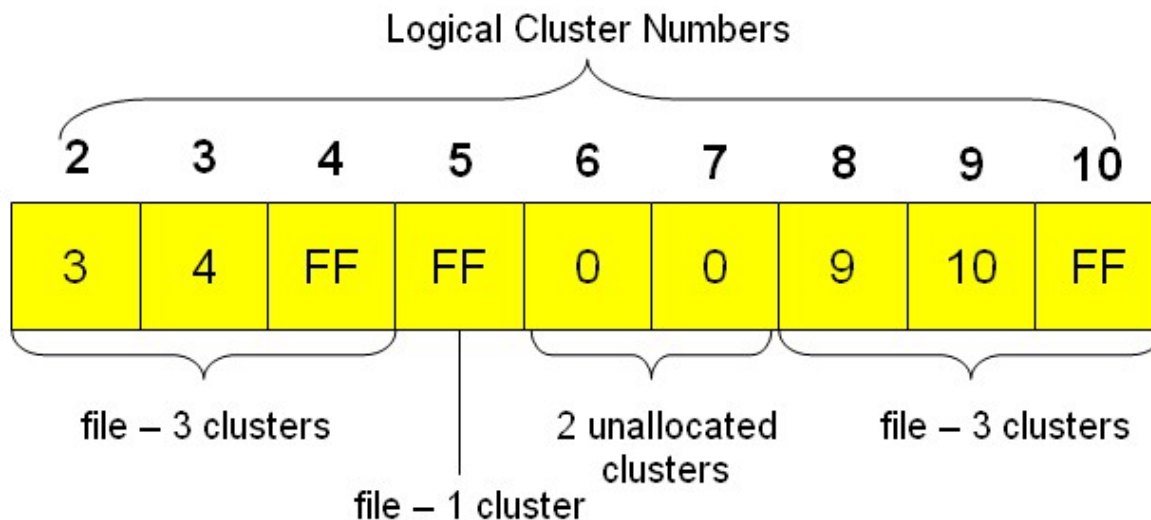 Logical Cluster Numbers
2 3 4 5 6 7 8 9 10
3 4 FF FF 0 0 9 10 FF
file – 3 clusters
2 unallocated
clusters
file – 3 clusters
file – 1 cluster